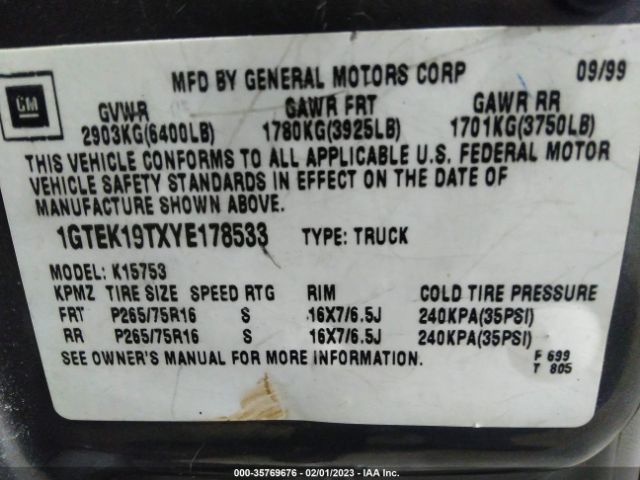 GM
MFD BY GENERAL MOTORS CORP 09/99
GVWR GAWR FRT GAWR RR
2903KG(6400LB) 1780KG(3925LB) 1701KG(3750LB)
THIS VEHICLE CONFORMS TO ALL APPLICABLE U.S. FEDERAL MOTOR
VEHICLE SAFETY STANDARDS IN EFFECT ON THE DATE OF
MANUFACTURE SHOWN ABOVE.
1GTEK19TXYE178533 TYPE: TRUCK
MODEL: K15753
KPMZ TIRE SIZE SPEED RTG RIM COLD TIRE PRESSURE
FRT P265/75R16 S 16X7/6.5J 240KPA(35PSI)
RR P265/75R16 S 16X7/6.5J 240KPA(35PSI)
SEE OWNER'S MANUAL FOR MORE INFORMATION.
F 699
T 805
000-35769676 - 02/01/2023 - IAA Inc.